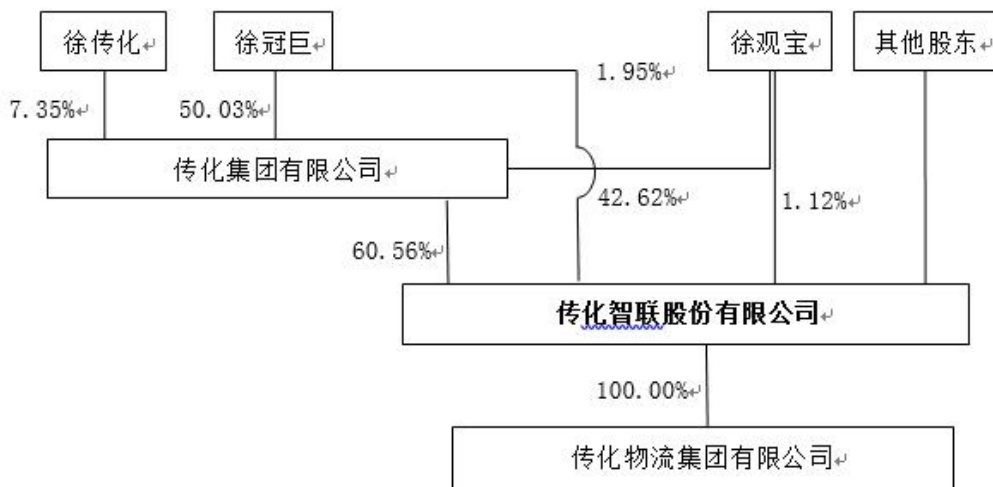 徐传化
徐冠巨
徐观宝
其他股东
1.95%
7.35%
50.03%
传化集团有限公司
42.62%
1.12%
60.56%
传化智联股份有限公司
100.00%
传化物流集团有限公司